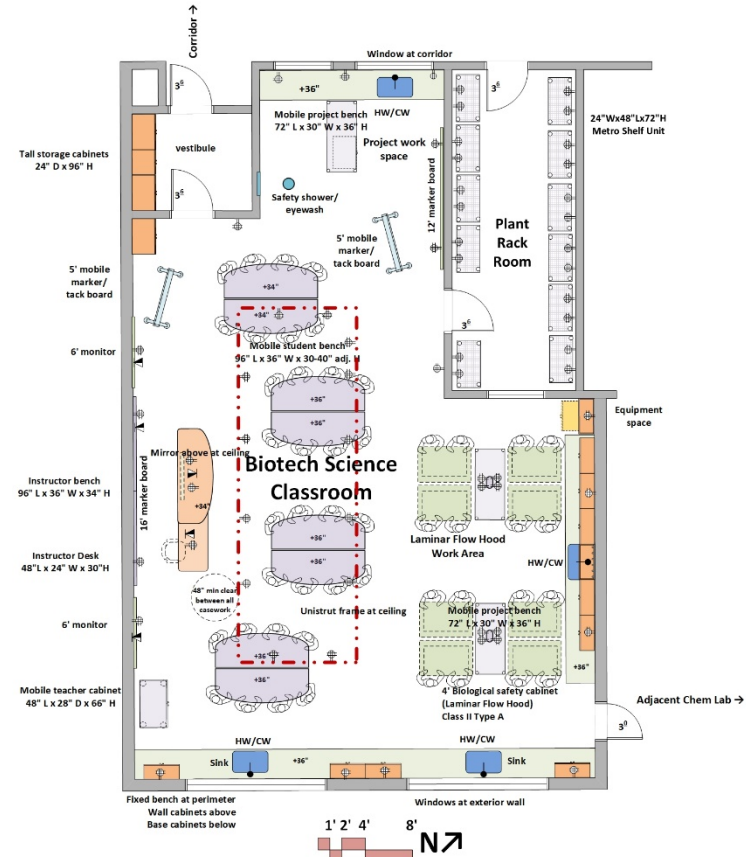 Corridor →
Window at corridor
3⁶
+36"
3⁶
HW/CW
Mobile project bench
72" L x 30" W x 36" H
24"Wx48"Lx72"H
Metro Shelf Unit
Tall storage cabinets
24" D x 96" H
vestibule
Project work
space
3⁶
Safety shower/
eyewash
12' marker board
Plant
Rack
Room
5' mobile
marker/
tack board
5' mobile
marker/
tack board
+34"
+34"
3⁶
6' monitor
Mobile student bench
96" L x 36" W x 30-40" adj. H
+36"
+36"
Equipment
space
Mirror above at ceiling
Biotech Science
Classroom
16' marker board
Instructor bench
96" L x 36" W x 34" H
+34"
Laminar Flow Hood
Work Area
+36"
+36"
HW/CW
Instructor Desk
48"L x 24" W x 30"H
48" min clear
between all
casework
Unistrut frame at ceiling
Mobile project bench
72" L x 30" W x 36" H
6' monitor
+36"
+36"
+36"
Mobile teacher cabinet
48" L x 28" D x 66" H
4' Biological safety cabinet
(Laminar Flow Hood)
Class II Type A
Adjacent Chem Lab →
3⁰
HW/CW
HW/CW
Sink
+36"
Sink
Fixed bench at perimeter
Wall cabinets above
Base cabinets below
Windows at exterior wall
1' 2' 4' 8'
N